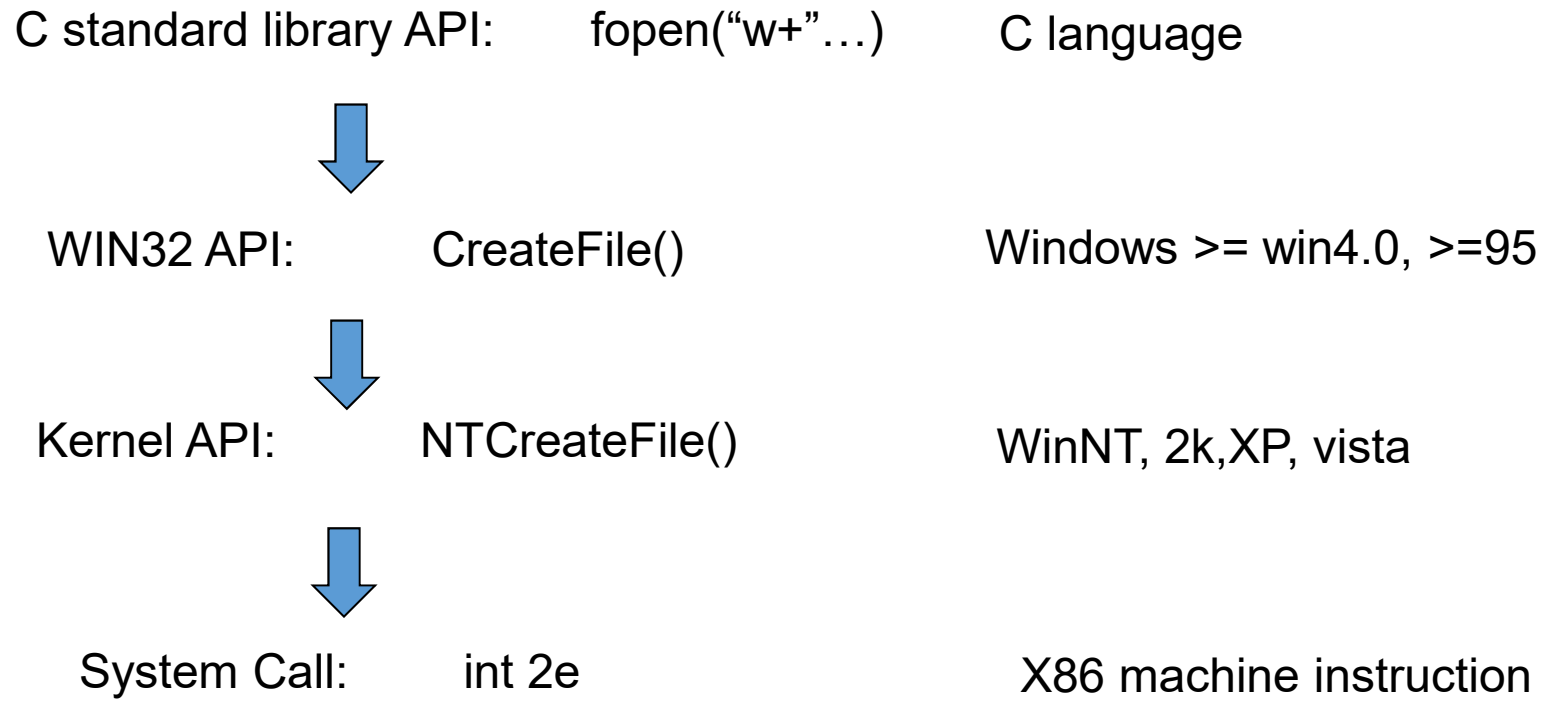 C standard library API: fopen(“w+”…) C language
WIN32 API: CreateFile() Windows >= win4.0, >=95
Kernel API: NTCreateFile() WinNT, 2k,XP, vista
System Call: int 2e X86 machine instruction